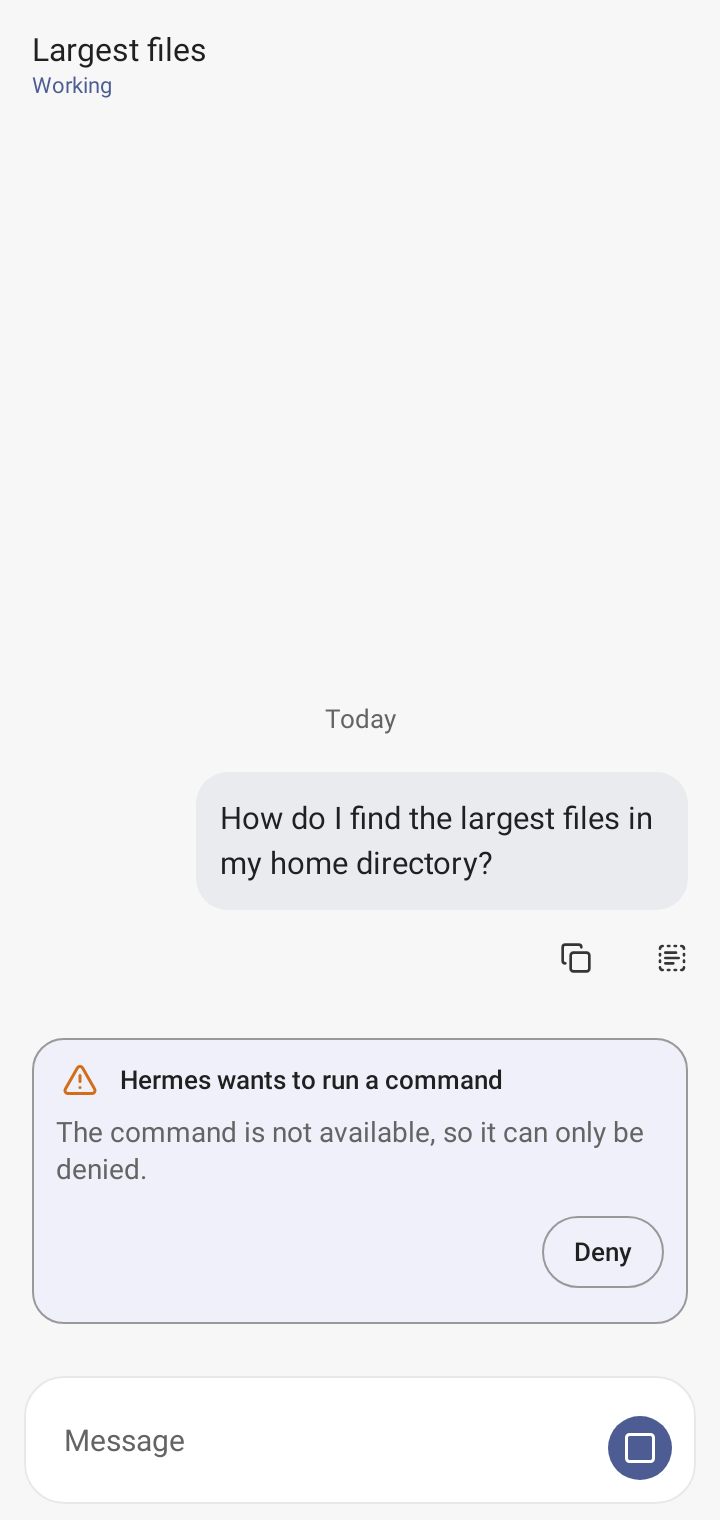 Largest files
Working
Today
How do I find the largest files in
my home directory?
Hermes wants to run a command
The command is not available, so it can only be
denied.
Deny
Message